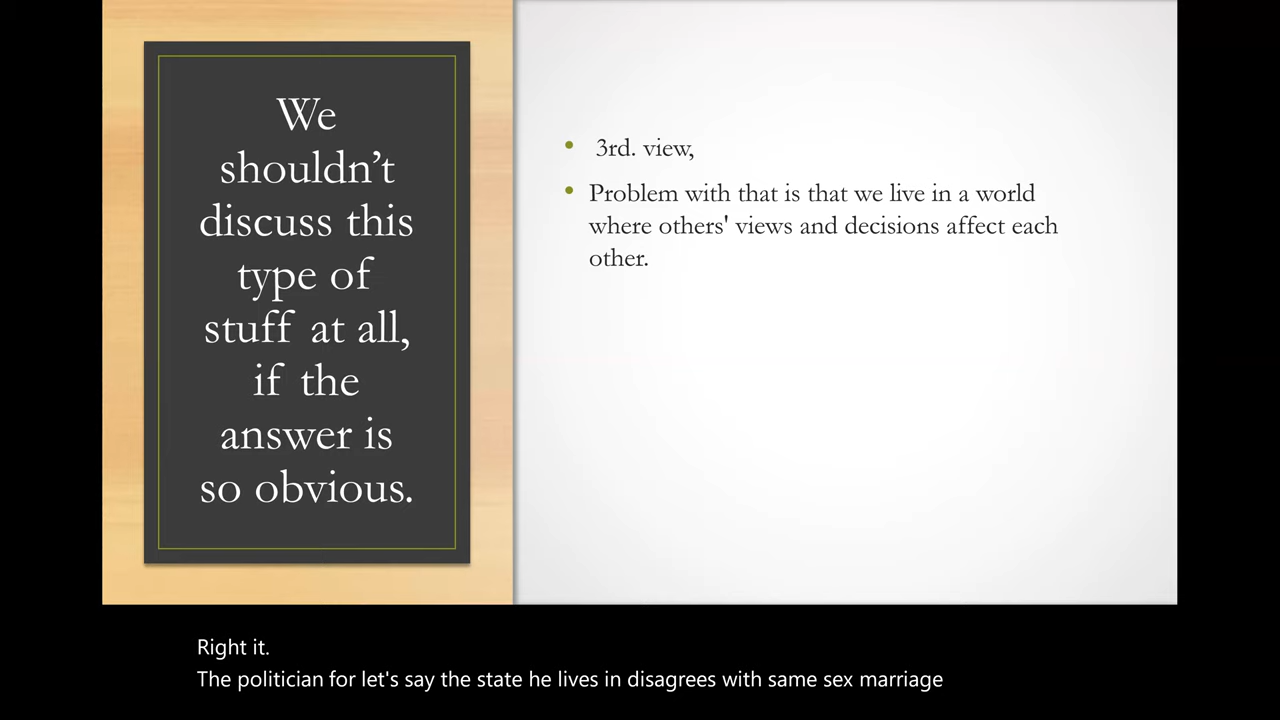 We
shouldn’t
discuss this
type of
stuff at all,
if the
answer is
so obvious.
• 3rd. view,
• Problem with that is that we live in a world
where others' views and decisions affect each
other.
Right it.
The politician for let's say the state he lives in disagrees with same sex marriage